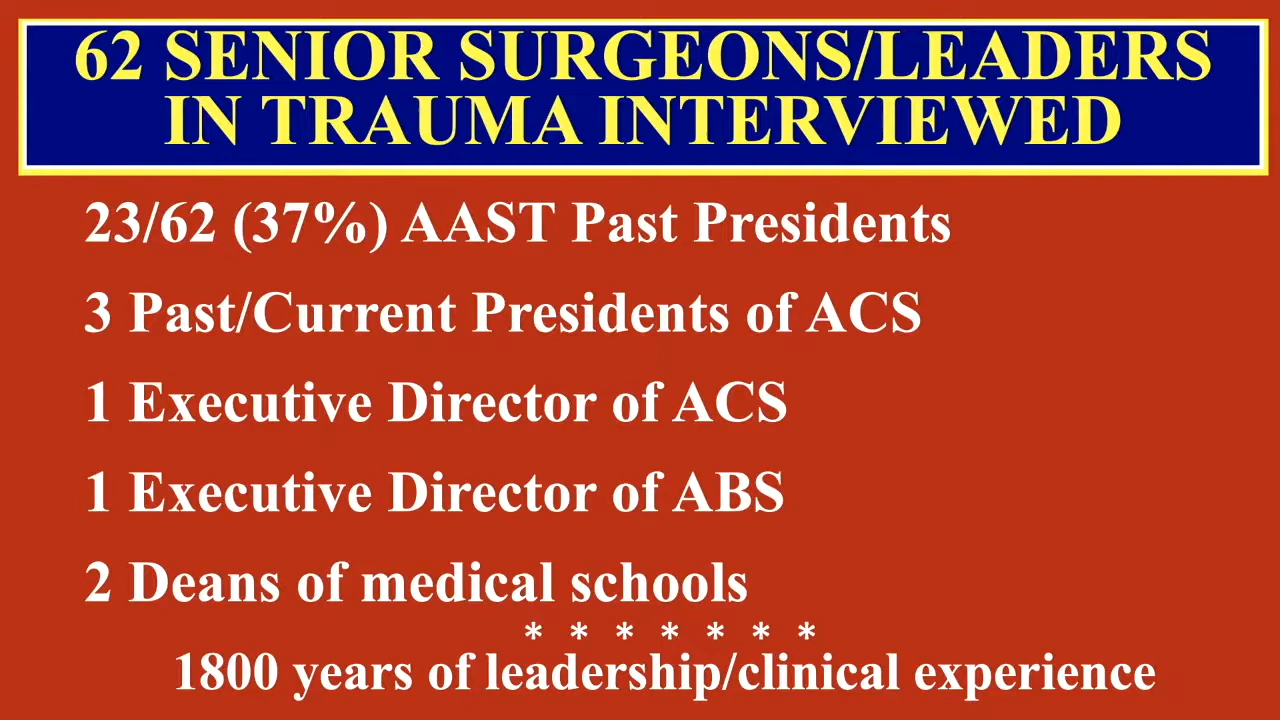 62 SENIOR SURGEONS/LEADERS
IN TRAUMA INTERVIEWED
23/62 (37%) AAST Past Presidents
3 Past/Current Presidents of ACS
1 Executive Director of ACS
1 Executive Director of ABS
2 Deans of medical schools
* * * * * * *
1800 years of leadership/clinical experience